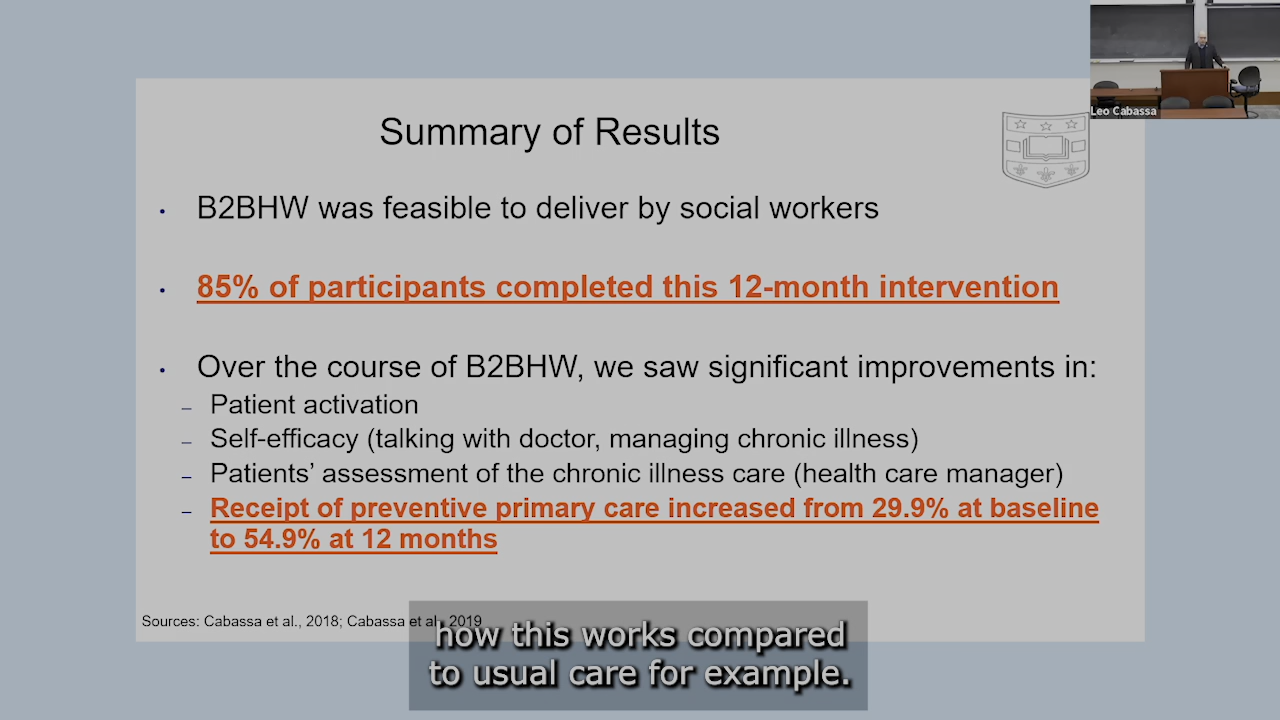 Leo Cabassa
Summary of Results
• B2BHW was feasible to deliver by social workers
• 85% of participants completed this 12-month intervention
• Over the course of B2BHW, we saw significant improvements in:
– Patient activation
– Self-efficacy (talking with doctor, managing chronic illness)
– Patients’ assessment of the chronic illness care (health care manager)
– Receipt of preventive primary care increased from 29.9% at baseline
to 54.9% at 12 months
Sources: Cabassa et al., 2018; Cabassa et al., 2019
how this works compared
to usual care for example.